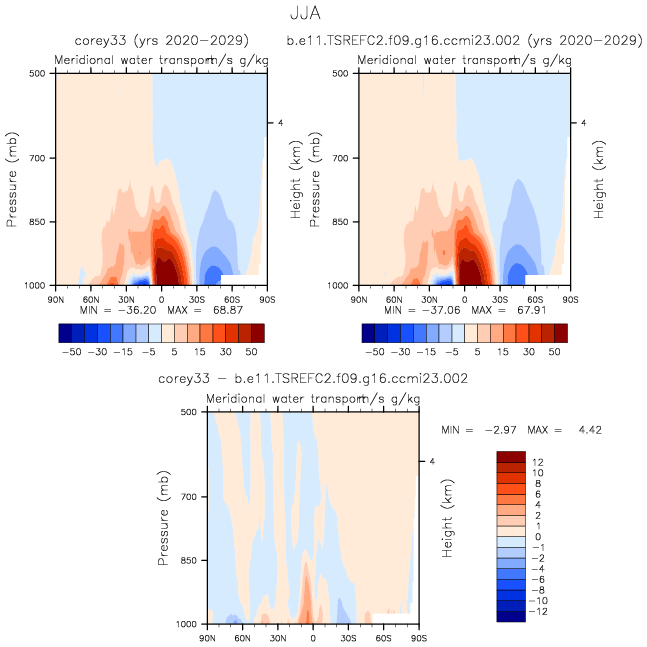 JJA
corey33 (yrs 2020-2029) b.e11.TSREFC2.f09.g16.ccmi23.002 (yrs 2020-2029)
Meridional water transport m/s g/kg Meridional water transport m/s g/kg
500 500
4 4
700 700
Pressure (mb) Height (km) Pressure (mb) Height (km)
850 850
1000 1000
90N 60N 30N 0 30S 60S 90S 90N 60N 30N 0 30S 60S 90S
MIN = -36.20 MAX = 68.87 MIN = -37.06 MAX = 67.91
-50 -30 -15 -5 5 15 30 50 -50 -30 -15 -5 5 15 30 50
corey33 - b.e11.TSREFC2.f09.g16.ccmi23.002
Meridional water transport m/s g/kg
500
MIN = -2.97 MAX = 4.42
4
700
Pressure (mb) Height (km)
850
1000
90N 60N 30N 0 30S 60S 90S
12
10
8
6
4
2
1
0
-1
-2
-4
-6
-8
-10
-12